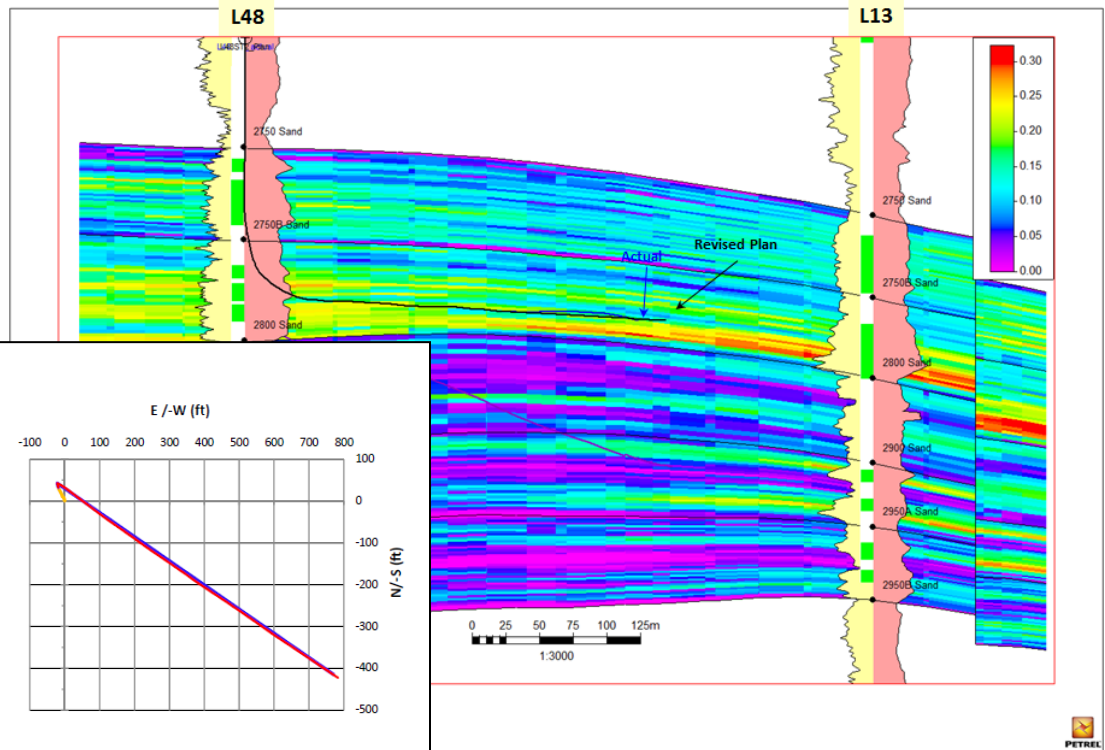 L48
L13
2750 Sand
0.30
0.25
0.20
0.15
0.10
0.05
0.00
2750 Sand
2750B Sand
Revised Plan
Actual
2750B Sand
2800 Sand
2800 Sand
E /-W (ft)
-100 0 100 200 300 400 500 600 700 800
100
0
-100
-200
-300
-400
-500
N/-S (ft)
2900 Sand
2950A Sand
2950B Sand
0 25 50 75 100 125m
1:3000
PETREL